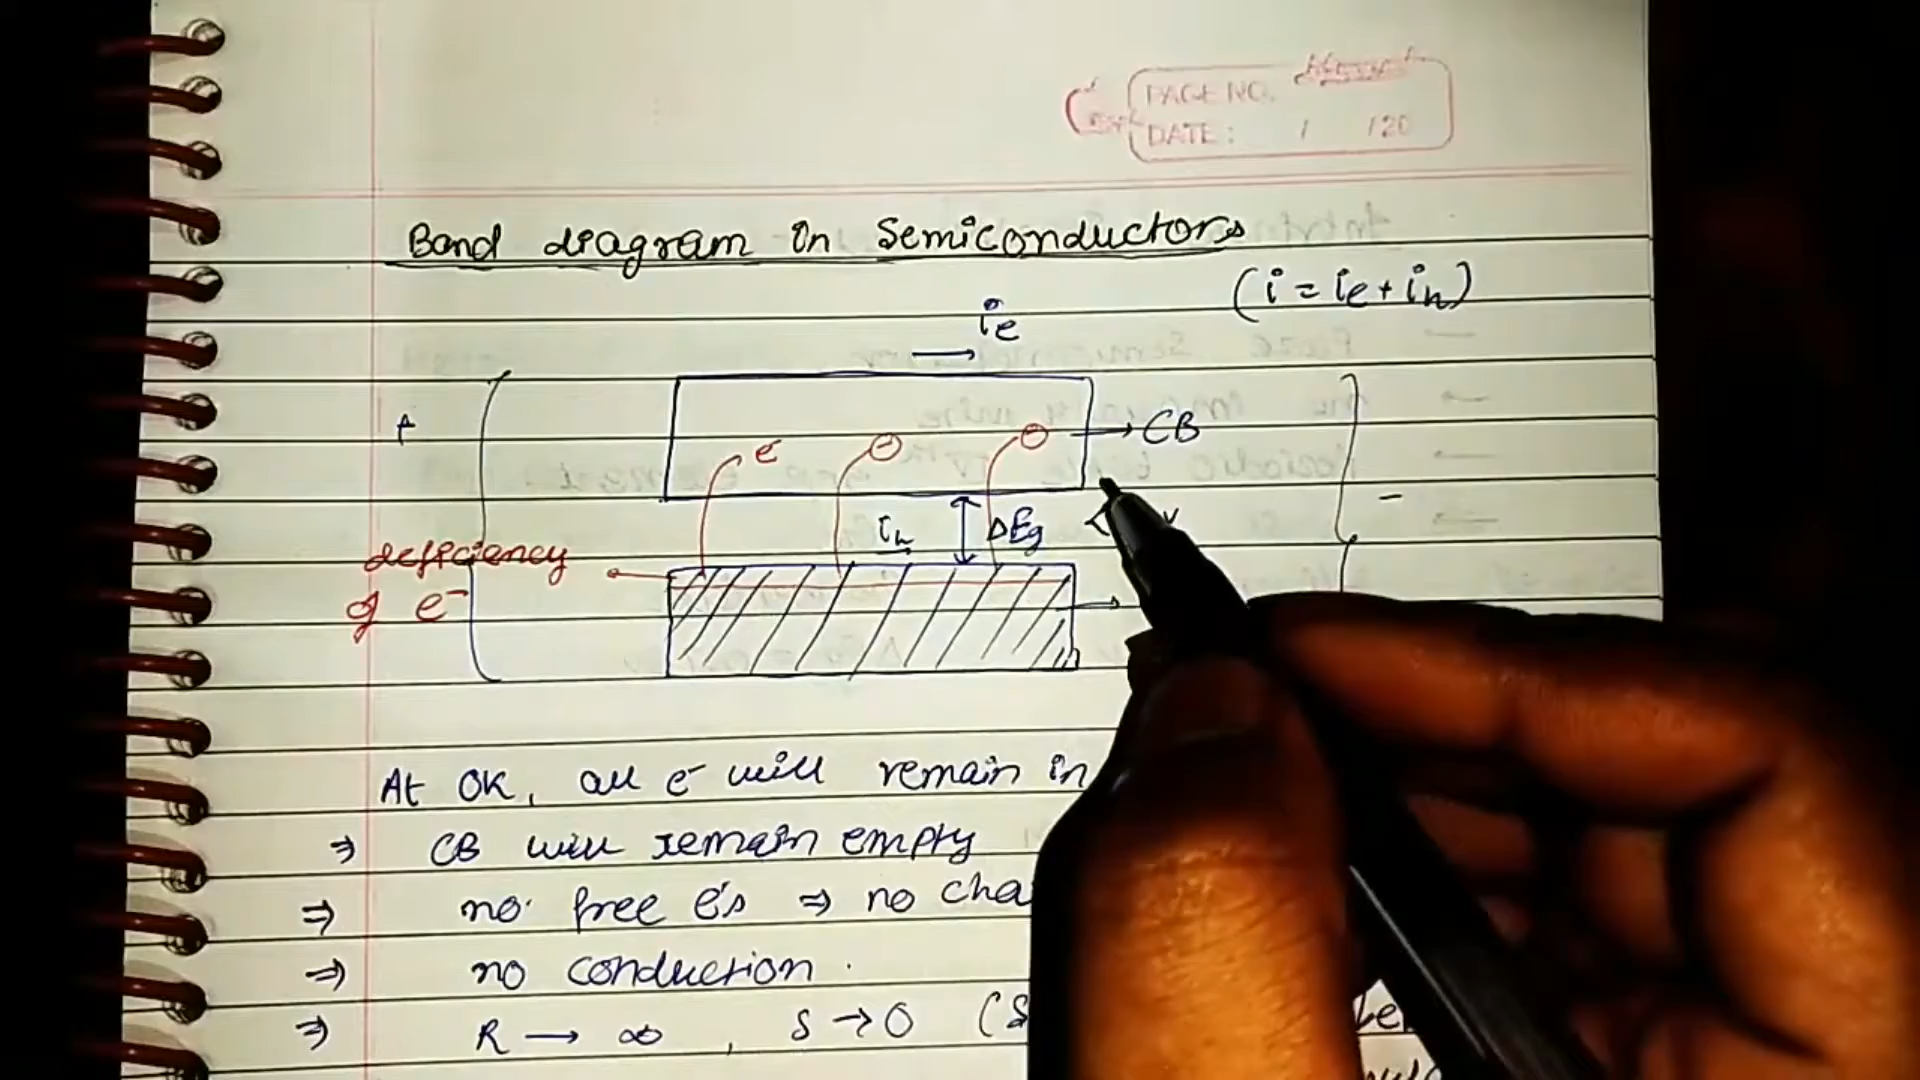 PAGE NO.
DATE: / /20
Band diagram in Semiconductors
(i = ie + ih)
ie
+
CB
e
-
ih
ΔEg <
deficiency
of e⁻
At 0K, all e⁻ will remain in
⇒ CB will remain empty
⇒ no free e's ⇒ no cha
⇒ no conduction.
⇒ R → ∞, S → 0 (S